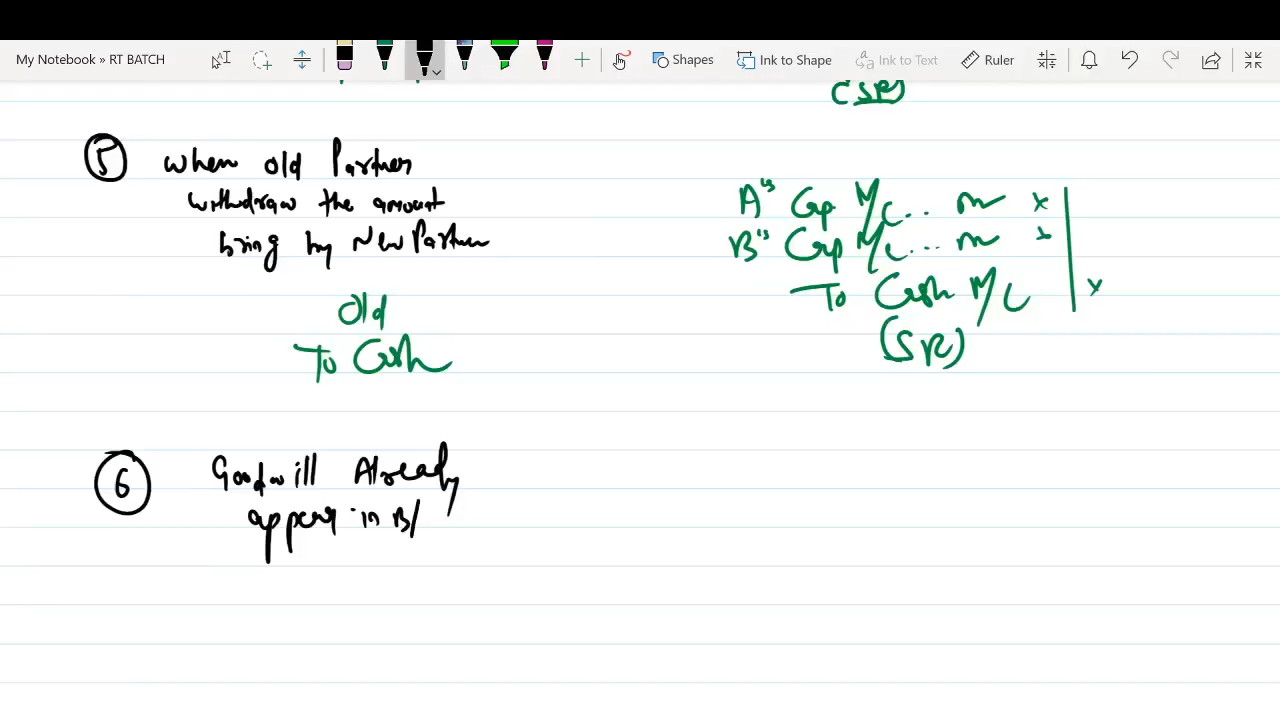 My Notebook » RT BATCH
Shapes
Ink to Shape
Ink to Text
Ruler
(SR)
5 When old Partner
withdraw the amount
bring by New Partner
Old
To Cash
A's Cap A/C... Dr x
B's Cap A/C... Dr x
To Cash A/C x
(SR)
6 Goodwill Already
appear in B/